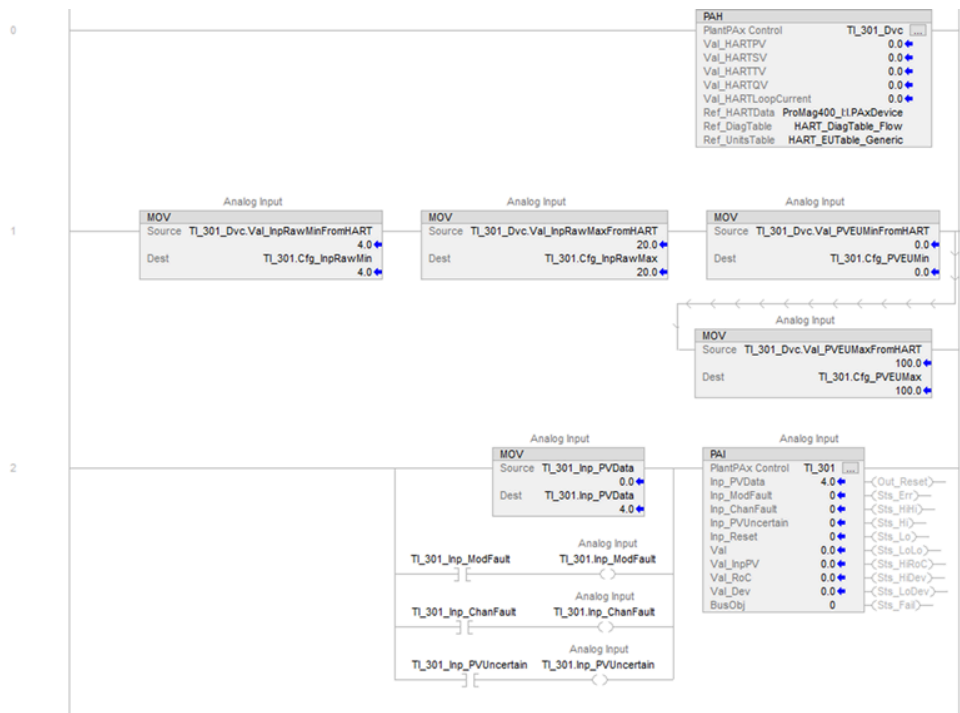 0
PAH
PlantPAx Control TI_301_Dvc ...
Val_HARTPV 0.0
Val_HARTSV 0.0
Val_HARTTV 0.0
Val_HARTQV 0.0
Val_HARTLoopCurrent 0.0
Ref_HARTData ProMag400_I:I.PAxDevice
Ref_DiagTable HART_DiagTable_Flow
Ref_UnitsTable HART_EUTable_Generic
1
Analog Input
MOV
Source TI_301_Dvc.Val_InpRawMinFromHART
4.0
Dest TI_301.Cfg_InpRawMin
4.0
Analog Input
MOV
Source TI_301_Dvc.Val_InpRawMaxFromHART
20.0
Dest TI_301.Cfg_InpRawMax
20.0
Analog Input
MOV
Source TI_301_Dvc.Val_PVEUMinFromHART
0.0
Dest TI_301.Cfg_PVEUMin
0.0
Analog Input
MOV
Source TI_301_Dvc.Val_PVEUMaxFromHART
100.0
Dest TI_301.Cfg_PVEUMax
100.0
2
Analog Input
MOV
Source TI_301_Inp_PVData
0.0
Dest TI_301.Inp_PVData
4.0
Analog Input
TI_301_Inp_ModFault TI_301.Inp_ModFault
Analog Input
TI_301_Inp_ChanFault TI_301.Inp_ChanFault
Analog Input
TI_301_Inp_PVUncertain TI_301.Inp_PVUncertain
Analog Input
PAI
PlantPAx Control TI_301 ...
Inp_PVData 4.0 (Out_Reset)
Inp_ModFault 0 (Sts_Err)
Inp_ChanFault 0 (Sts_HiHi)
Inp_PVUncertain 0 (Sts_Hi)
Inp_Reset 0 (Sts_Lo)
Val 0.0 (Sts_LoLo)
Val_InpPV 0.0 (Sts_HiRoC)
Val_RoC 0.0 (Sts_HiDev)
Val_Dev 0.0 (Sts_LoDev)
BusObj 0 (Sts_Fail)